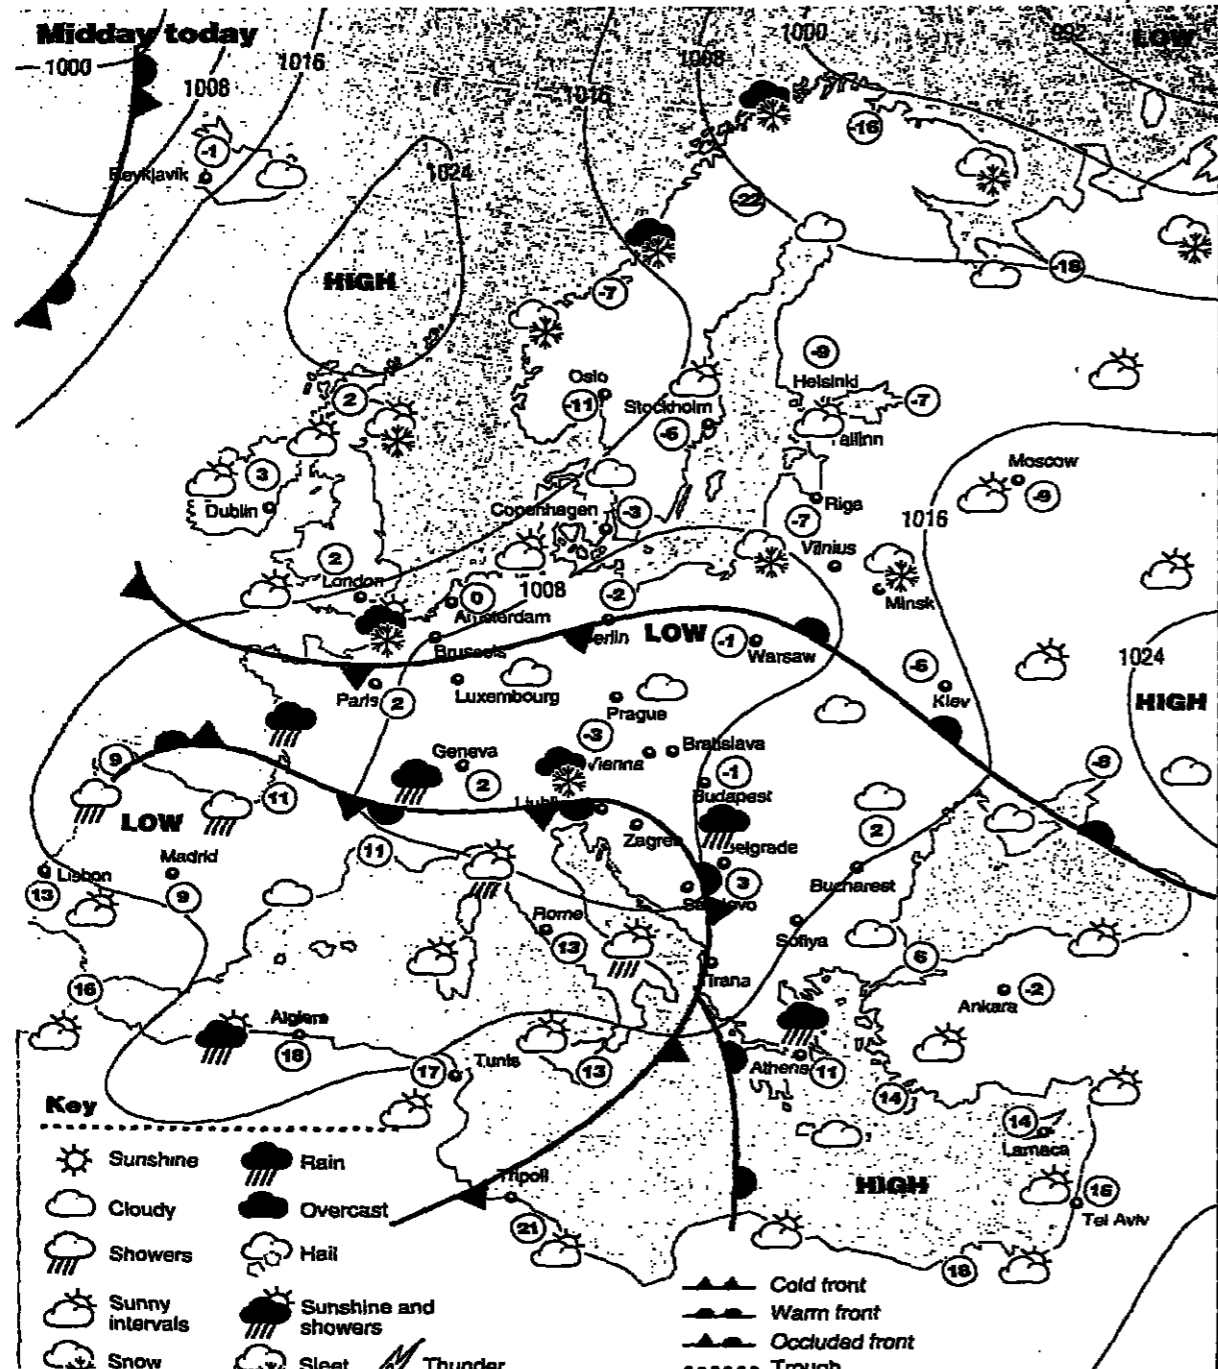 Midday today
1000
1008
1016
1016
1008
1000
992
LOW
-1
Reykjavik
1024
HIGH
-16
-22
-18
-7
-9
Helsinki
-7
Oslo
-11
Stockholm
-6
2
3
Dublin
Moscow
-9
Copenhagen
-3
Riga
-7
Vilnius
1016
Minsk
2
London
0
Amsterdam
1008
-2
LOW
-1
Warsaw
Brussels
Paris
2
Luxembourg
Prague
-3
Vienna
Bratislava
-6
Kiev
1024
HIGH
9
Geneva
2
-1
Budapest
-8
11
LOW
Zagreb
2
Madrid
9
11
Lisbon
13
3
Bucharest
Rome
13
Sofiya
Tirana
6
16
Ankara
-2
Algiers
18
17
Tunis
13
Athens
11
14
14
Larnaca
HIGH
Tripoli
21
16
Tel Aviv
18
Key
Sunshine
Rain
Cloudy
Overcast
Showers
Hail
Sunny intervals
Sunshine and showers
Snow
Sleet
Thunder
Cold front
Warm front
Occluded front
Trough